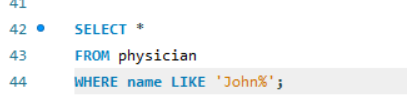 41
42 SELECT *
43 FROM physician
44 WHERE name LIKE 'John%';